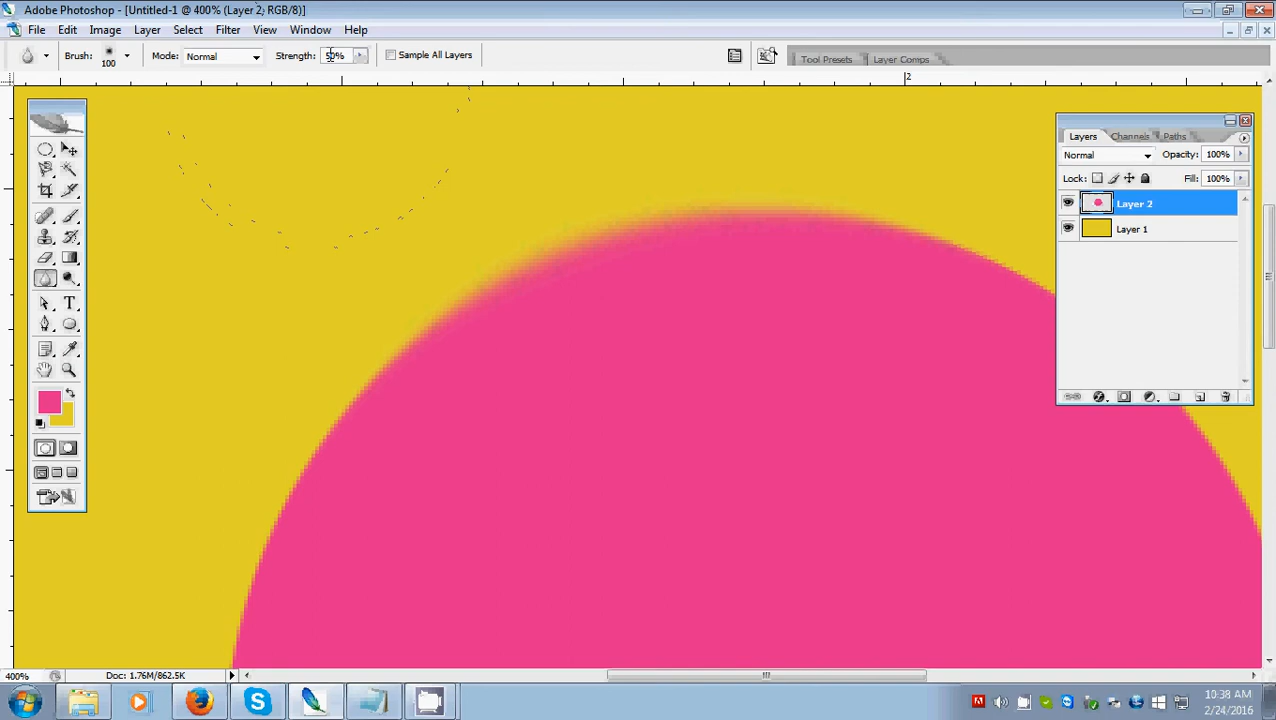 Adobe Photoshop - [Untitled-1 @ 400% (Layer 2, RGB/8)]
File Edit Image Layer Select Filter View Window Help
Brush: 100 Mode: Normal Strength: 50% Sample All Layers Tool Presets Layer Comps
2
Layers Channels Paths
Normal Opacity: 100%
Lock: Fill: 100%
Layer 2
Layer 1
T
400% Doc: 1.76M/862.5K
10:38 AM
2/24/2016